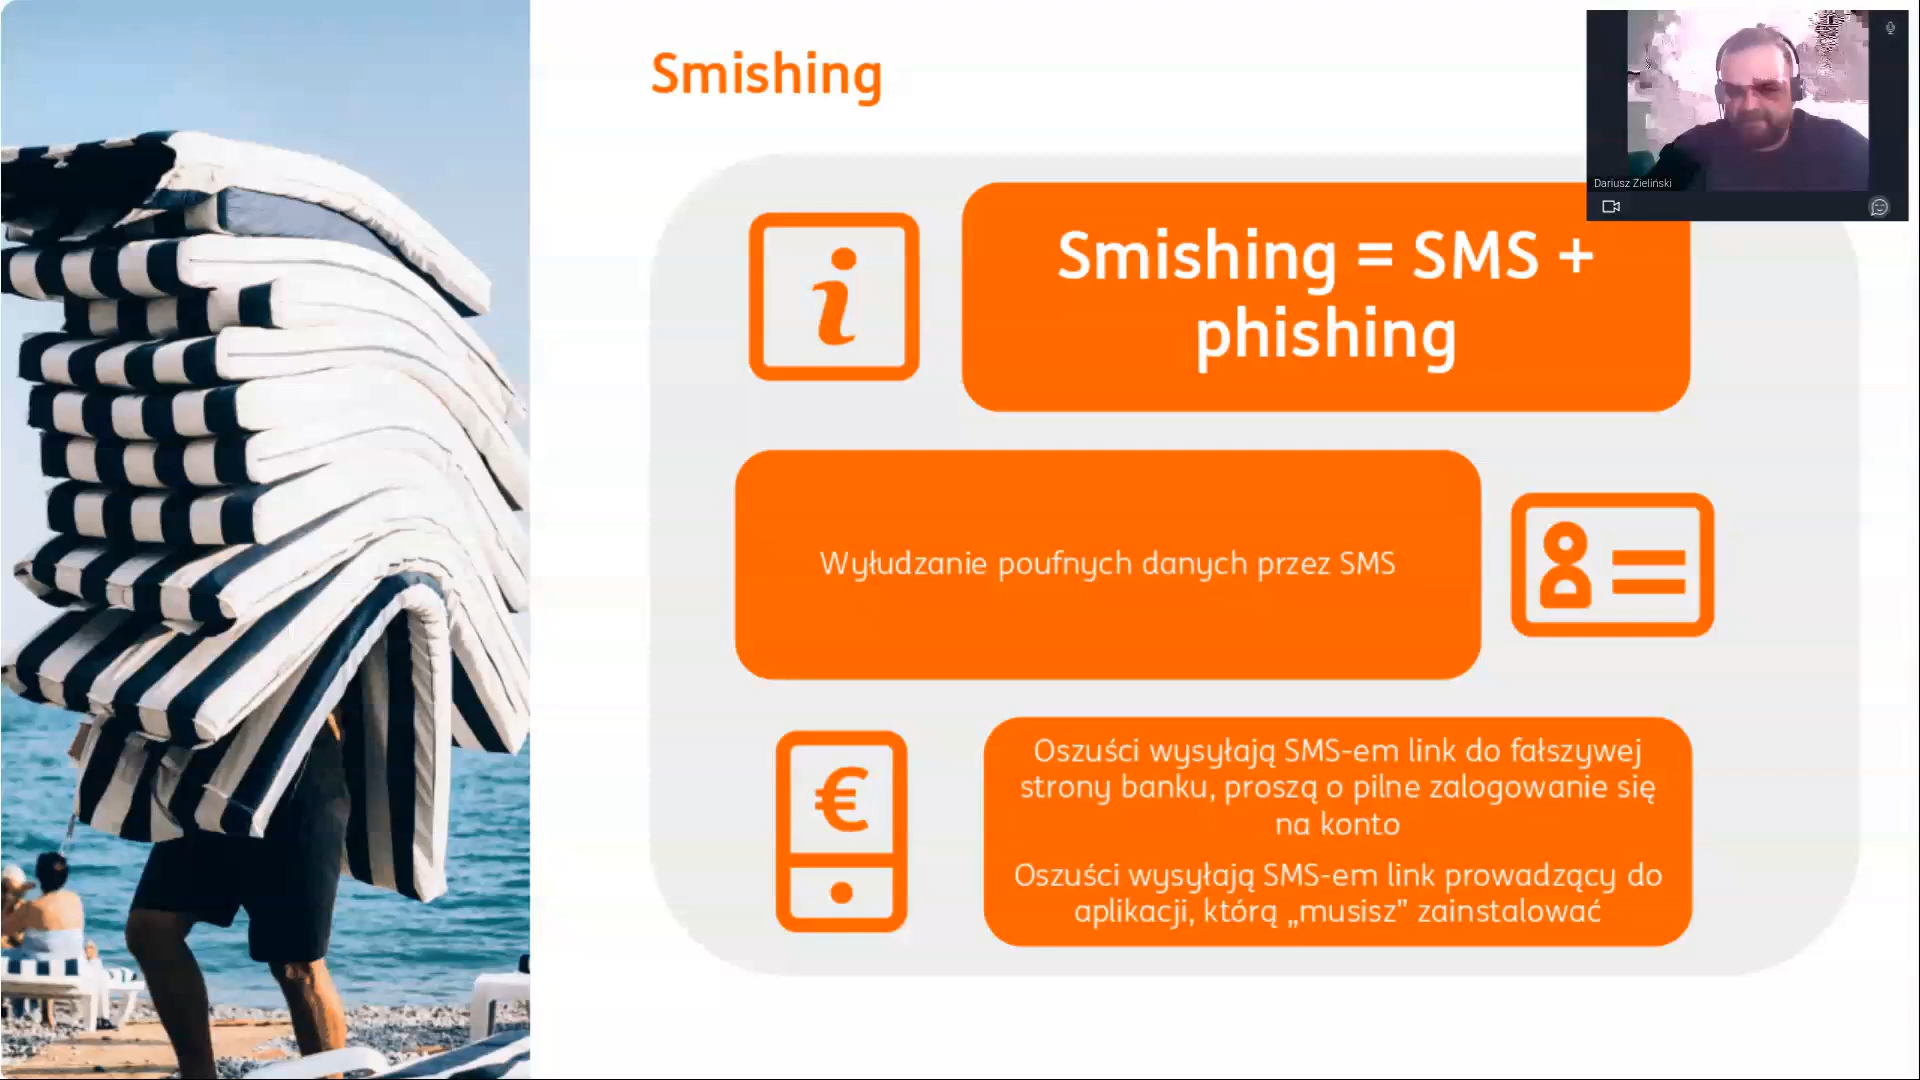 Smishing
Dariusz Zieliński
Smishing = SMS +
phishing
Wyłudzanie poufnych danych przez SMS
Oszuści wysyłają SMS-em link do fałszywej
strony banku, proszą o pilne zalogowanie się
na konto
Oszuści wysyłają SMS-em link prowadzący do
aplikacji, którą „musisz” zainstalować